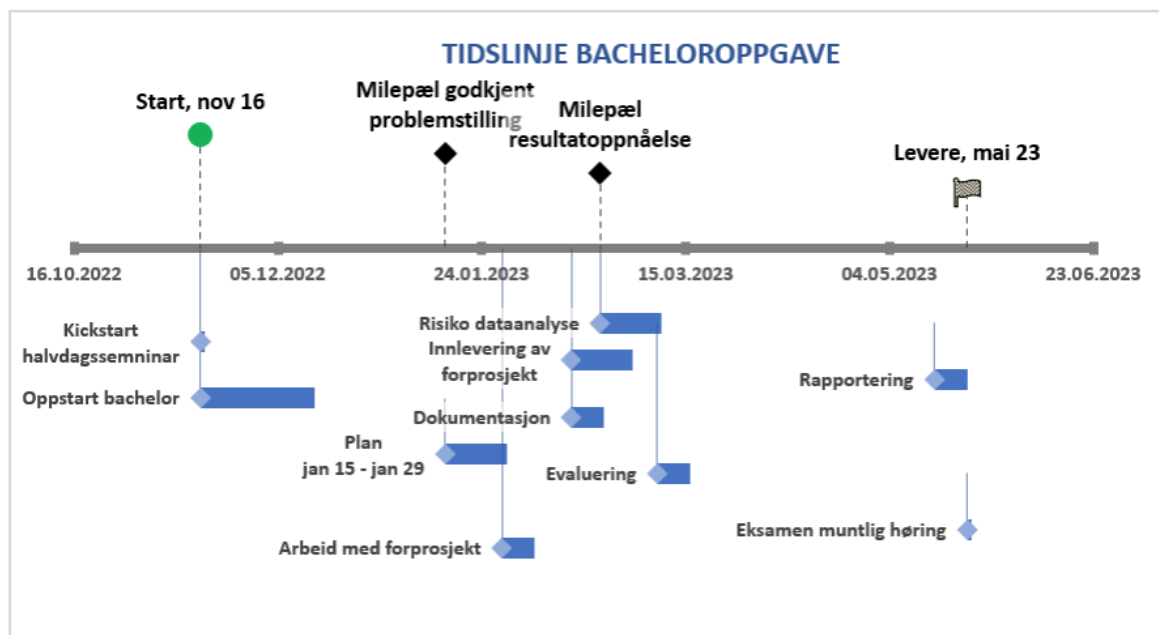 TIDSLINJE BACHELOROPPGAVE
Start, nov 16
Milepæl godkjent
problemstilling
Milepæl
resultatoppnåelse
Levere, mai 23
16.10.2022
05.12.2022
24.01.2023
15.03.2023
04.05.2023
23.06.2023
Kickstart
halvdagssemninar
Oppstart bachelor
Risiko dataanalyse
Innlevering av
forprosjekt
Dokumentasjon
Plan
jan 15 - jan 29
Evaluering
Arbeid med forprosjekt
Rapportering
Eksamen muntlig høring